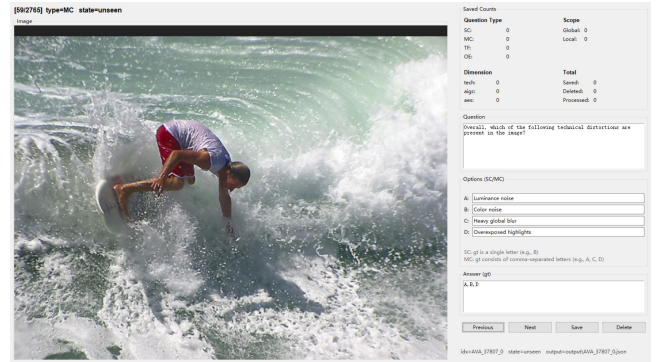 [59/2765] type=MC state=unseen
Image
Saved Counts
Question Type
SC: 0
MC: 0
TF: 0
OE: 0
Scope
Global: 0
Local: 0
Dimension
tech: 0
aigc: 0
aes: 0
Total
Saved: 0
Deleted: 0
Processed: 0
Question
Overall, which of the following technical distortions are
present in the image?
Options (SC/MC)
A: Luminance noise
B: Color noise
C: Heavy global blur
D: Overexposed highlights
SC: gt is a single letter (e.g., B)
MC: gt consists of comma-separated letters (e.g., A, C, D)
Answer (gt)
A,B,D
Previous Next Save Delete
idx=AVA_37807_0 state=unseen output=output\AVA_37807_0.json